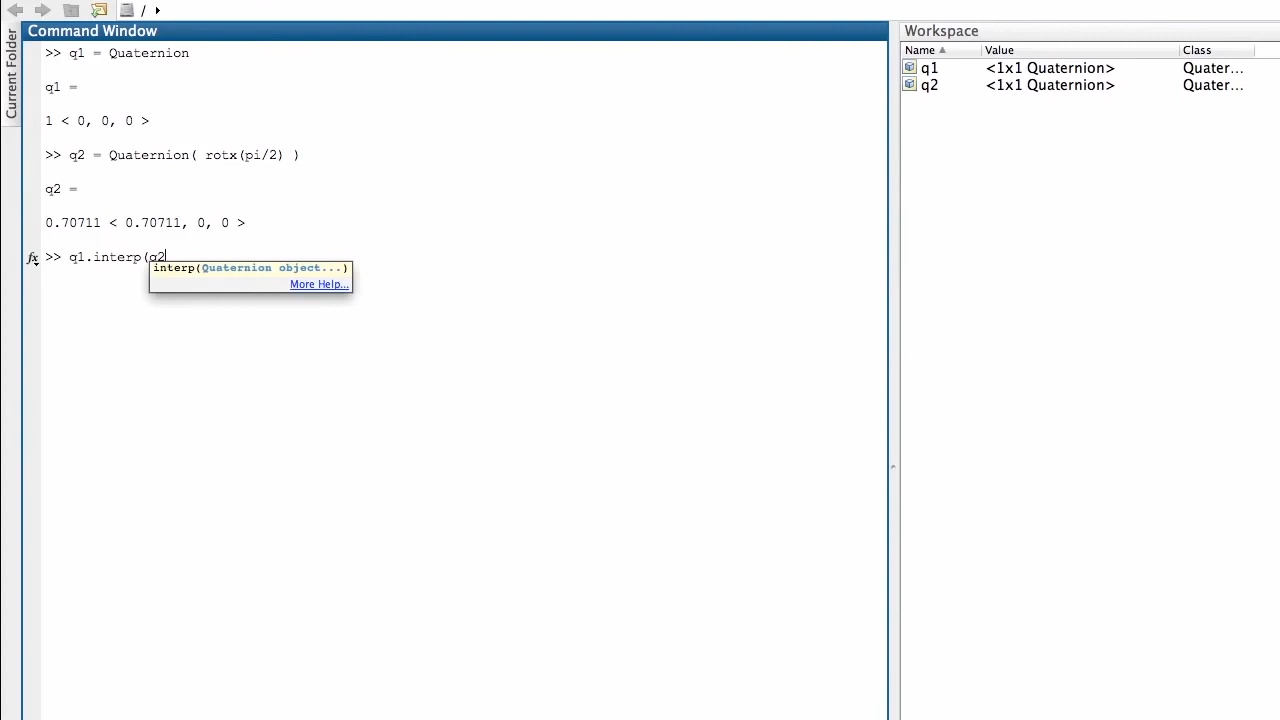 /
Current Folder
Command Window
>> q1 = Quaternion
q1 =
1 < 0, 0, 0 >
>> q2 = Quaternion( rotx(pi/2) )
q2 =
0.70711 < 0.70711, 0, 0 >
fx >> q1.interp(q2
interp(Quaternion object...)
More Help...
Workspace
Name Value Class
q1 <1x1 Quaternion> Quater...
q2 <1x1 Quaternion> Quater...